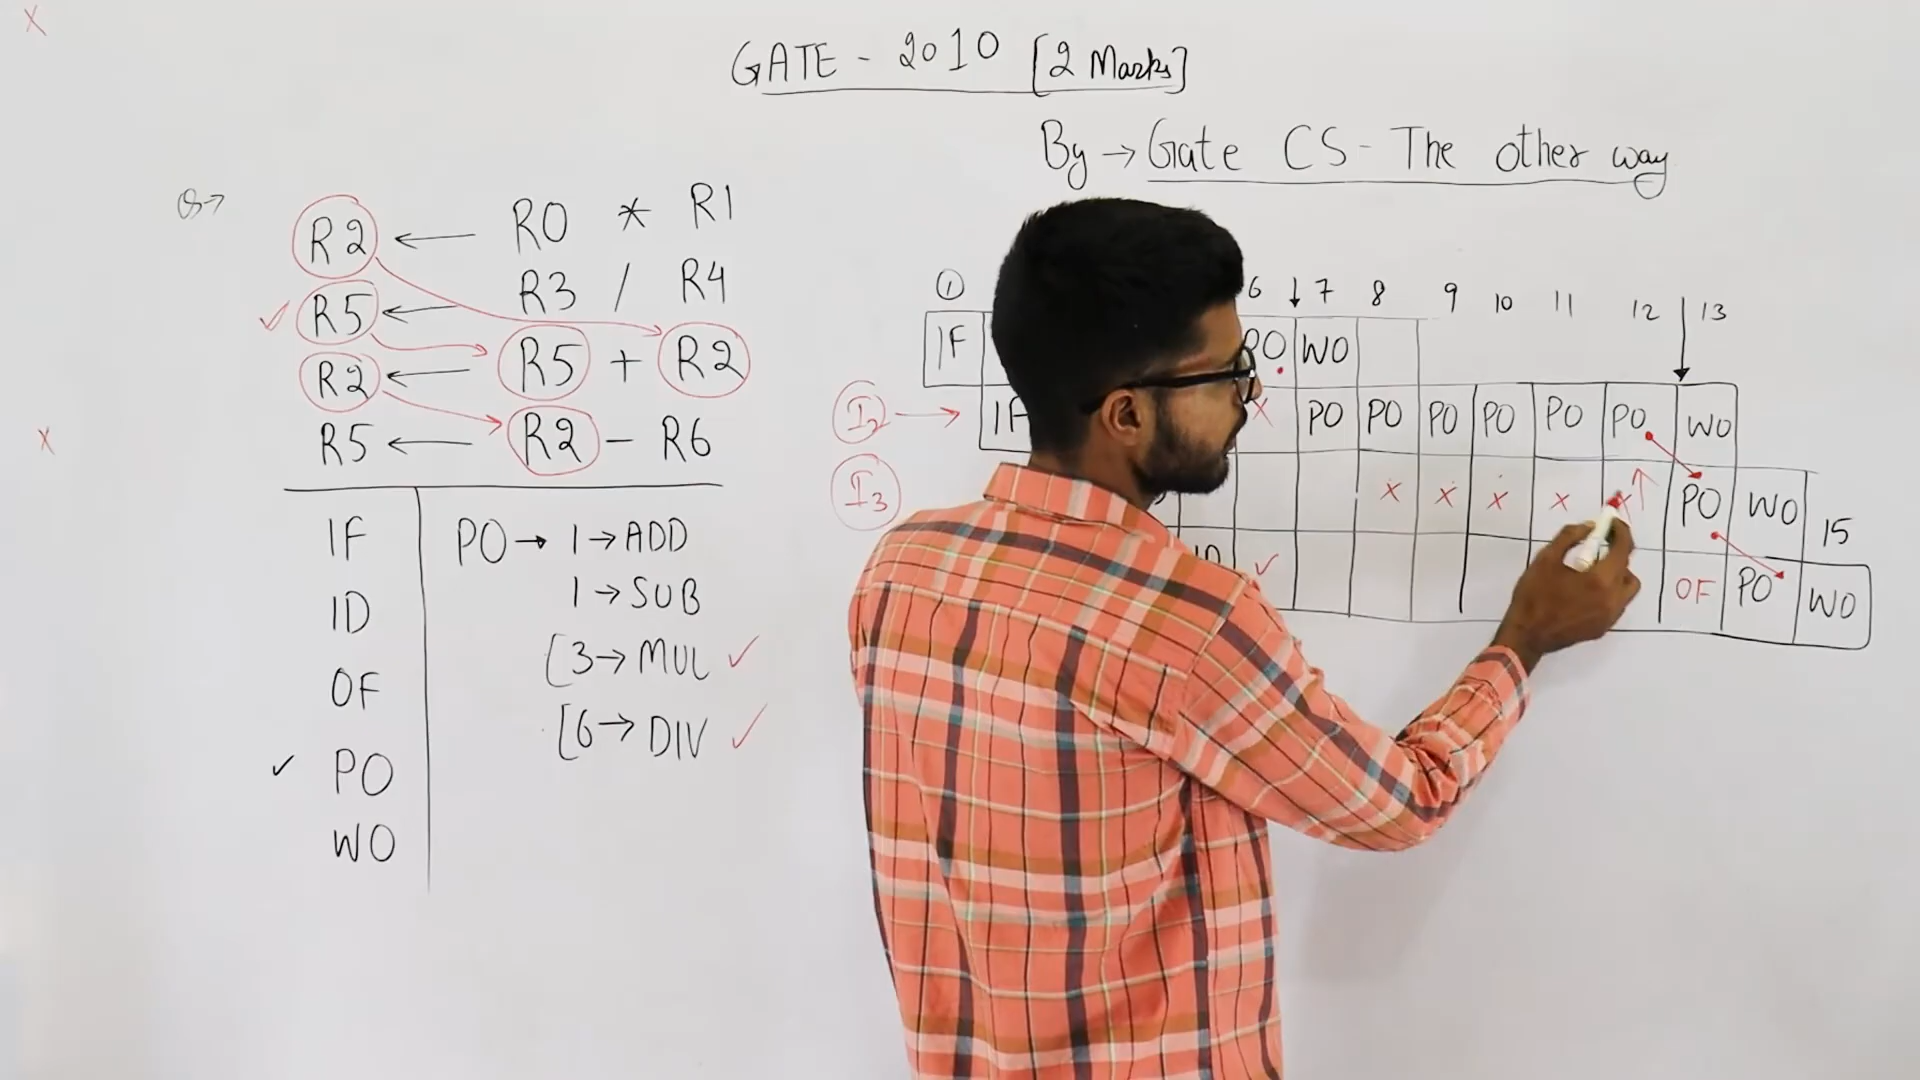 GATE - 2010 [2 Marks]
By → Gate CS - The other way
Q→
R2 ← R0 * R1
R5 ← R3 / R4
R2 ← R5 + R2
R5 ← R2 - R6
IF
ID
OF
PO
WO
PO → 1 → ADD
1 → SUB
[3 → MUL ✓
[6 → DIV ✓
① 6 ↓ 7 8 9 10 11 12 13
IF PO WO
I2 → IF X PO PO PO PO PO PO WO
I3 X X X X X PO WO 15
ID ✓ OF PO WO